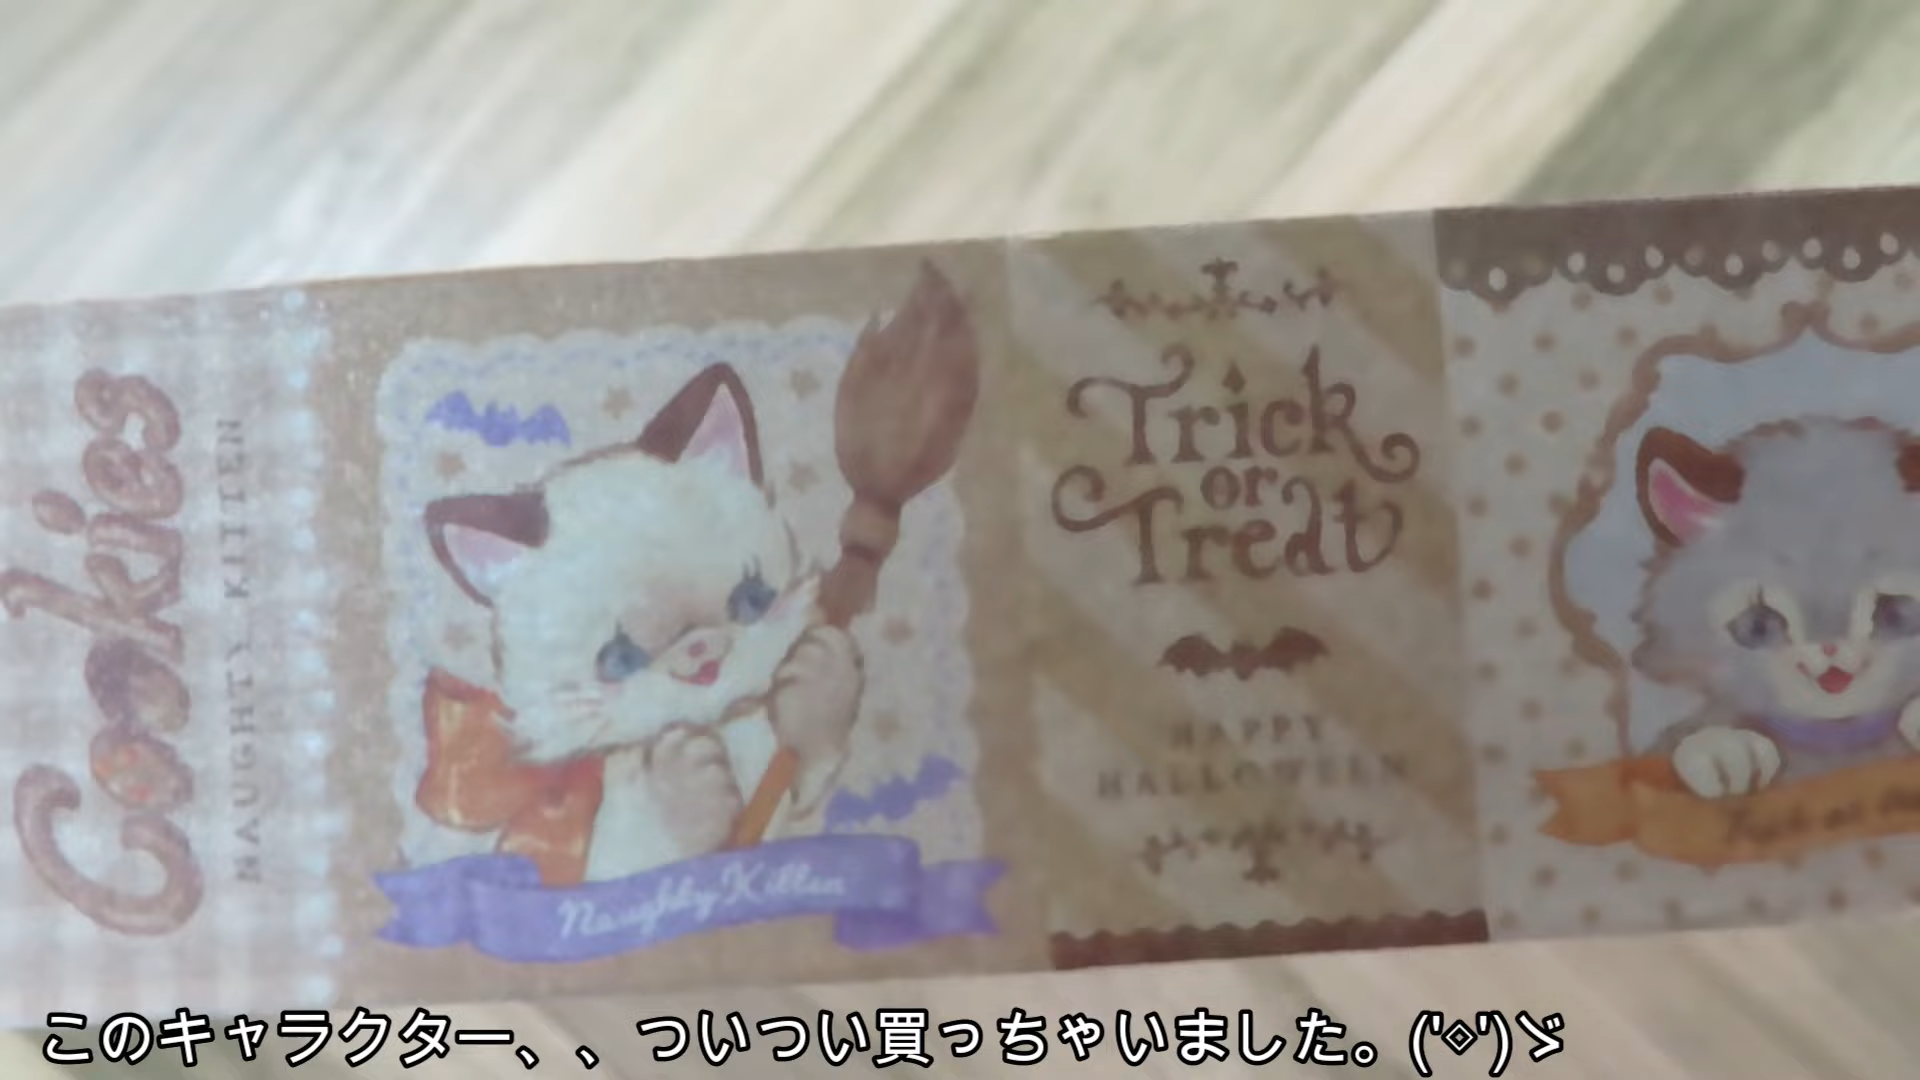 Cookies
NAUGHTY KITTEN
Naughty Kitten
Trick
or
Treat
HAPPY
HALLOWEEN
このキャラクター、、ついつい買っちゃいました。('⟐')ゞ